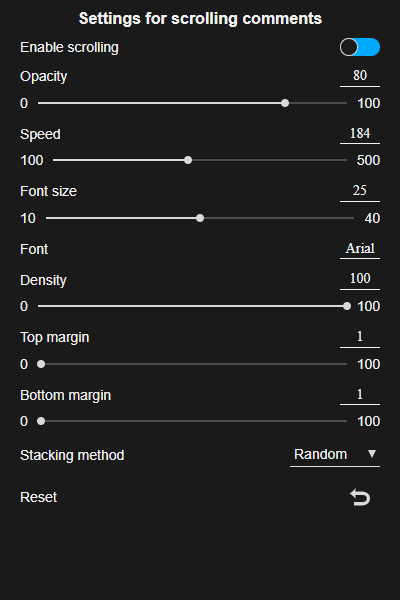 Settings for scrolling comments
Enable scrolling
Opacity 80
0 100
Speed 184
100 500
Font size 25
10 40
Font Arial
Density 100
0 100
Top margin 1
0 100
Bottom margin 1
0 100
Stacking method Random
Reset